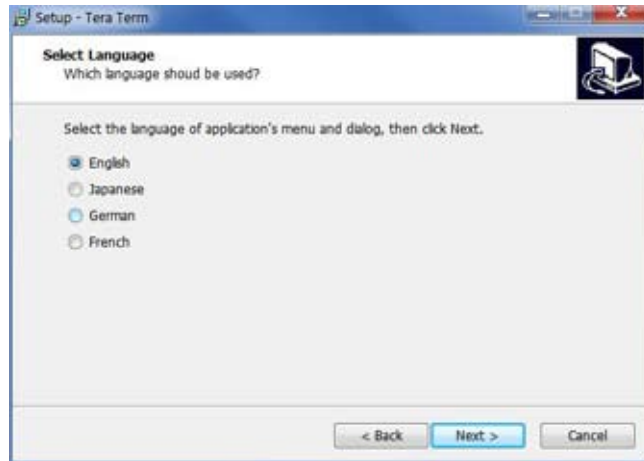 Setup - Tera Term
Select Language
Which language shoud be used?
Select the language of application's menu and dialog, then click Next.
English
Japanese
German
French
< Back Next > Cancel